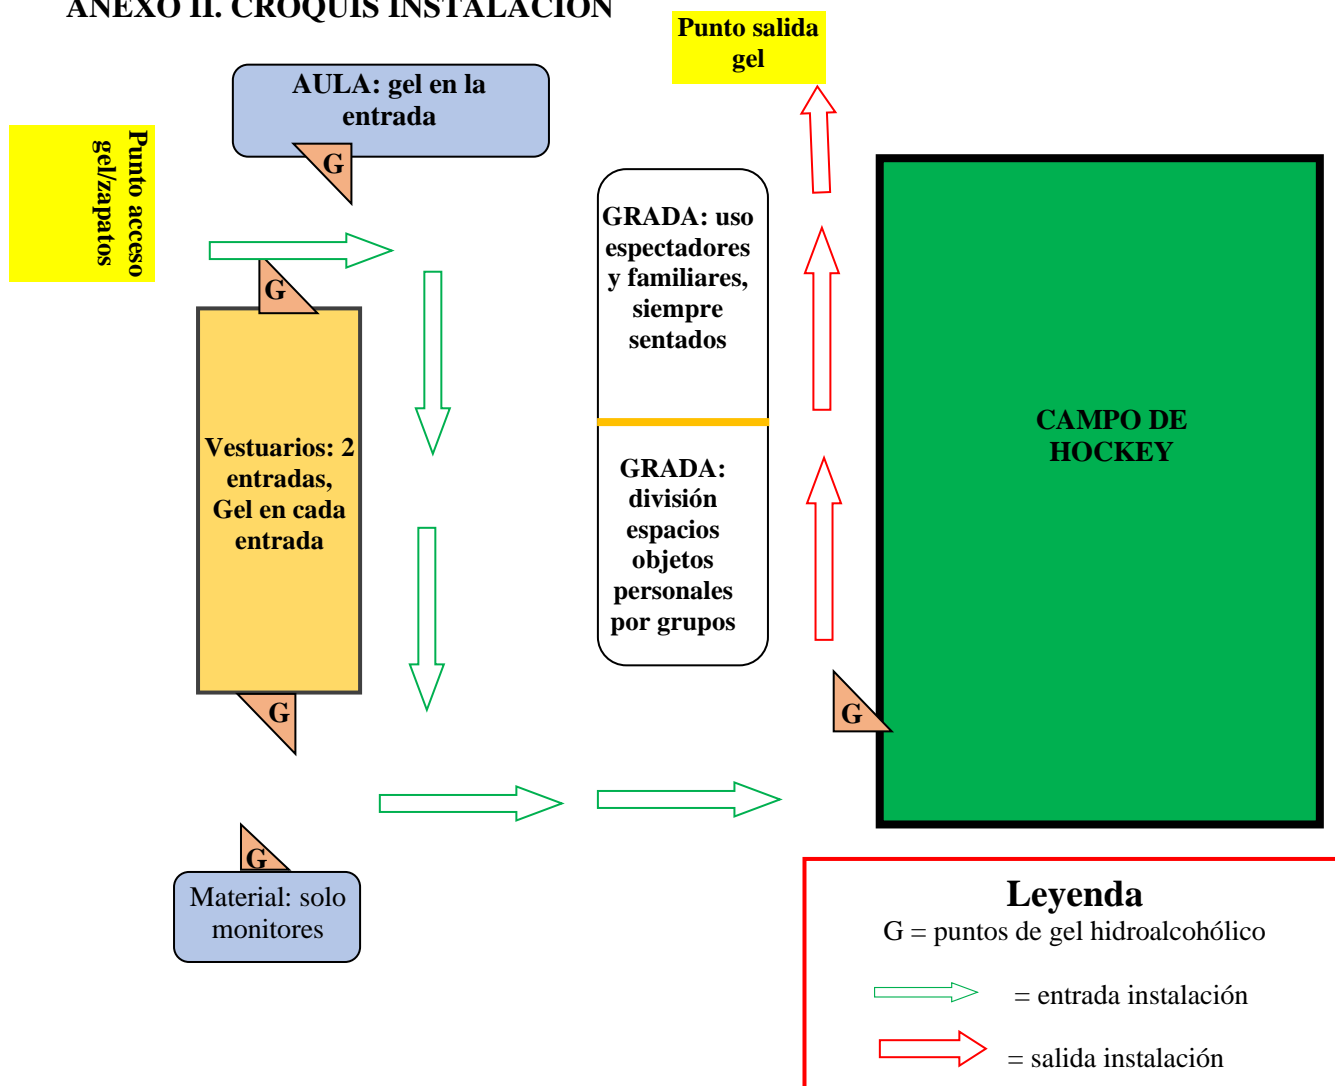 ANEXO II. CROQUIS INSTALACIÓN
Punto salida
gel
AULA: gel en la
entrada
G
Punto acceso
gel/zapatos
G
GRADA: uso
espectadores
y familiares,
siempre
sentados
Vestuarios: 2
entradas,
Gel en cada
entrada
GRADA:
división
espacios
objetos
personales
por grupos
CAMPO DE
HOCKEY
G
G
G
Material: solo
monitores
Leyenda
G = puntos de gel hidroalcohólico
= entrada instalación
= salida instalación